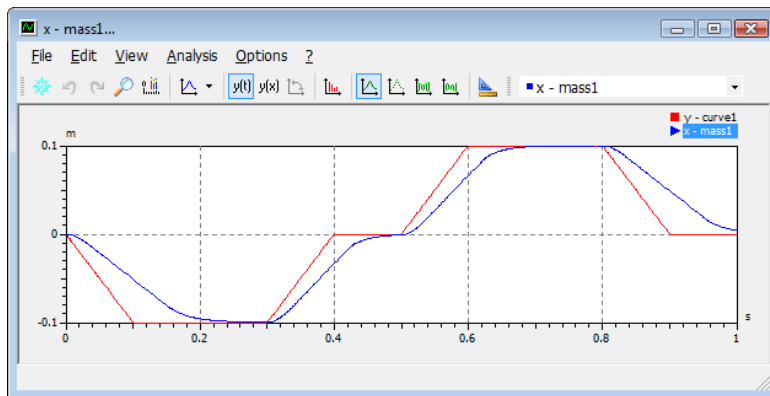 x - mass1...
File Edit View Analysis Options ?
y(t) y(x) x - mass1
m
y - curve1
x - mass1
0.1
0
-0.1
s
0 0.2 0.4 0.6 0.8 1